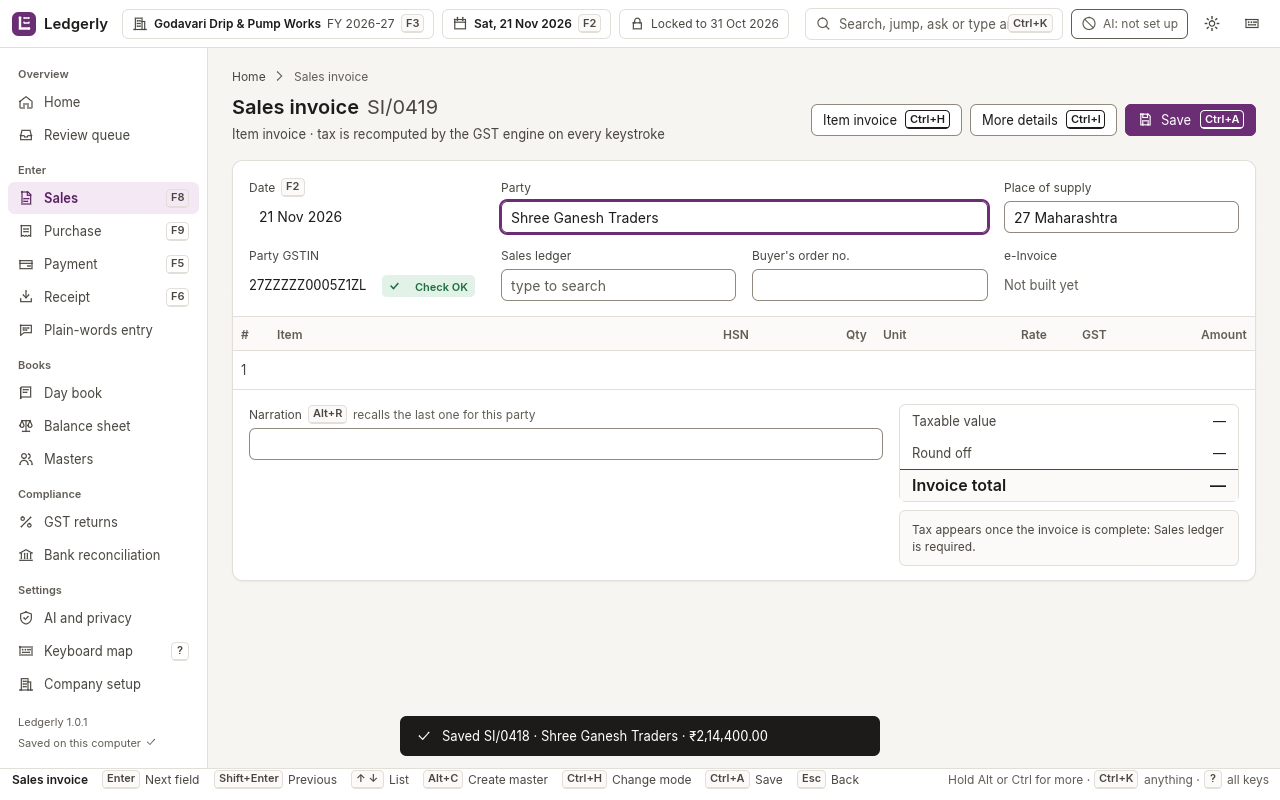 Ledgerly
Godavari Drip & Pump Works FY 2026-27 F3
Sat, 21 Nov 2026 F2
Locked to 31 Oct 2026
Search, jump, ask or type a Ctrl+K
AI: not set up
Overview
Home
Review queue
Enter
Sales F8
Purchase F9
Payment F5
Receipt F6
Plain-words entry
Books
Day book
Balance sheet
Masters
Compliance
GST returns
Bank reconciliation
Settings
AI and privacy
Keyboard map ?
Company setup
Ledgerly 1.0.1
Saved on this computer
Home Sales invoice
Sales invoice SI/0419
Item invoice · tax is recomputed by the GST engine on every keystroke
Item invoice Ctrl+H
More details Ctrl+I
Save Ctrl+A
Date F2 Party Place of supply
21 Nov 2026 Shree Ganesh Traders 27 Maharashtra
Party GSTIN Sales ledger Buyer's order no. e-Invoice
27ZZZZZ0005Z1ZL Check OK type to search Not built yet
# Item HSN Qty Unit Rate GST Amount
1
Narration Alt+R recalls the last one for this party
Taxable value —
Round off —
Invoice total —
Tax appears once the invoice is complete: Sales ledger
is required.
Saved SI/0418 · Shree Ganesh Traders · ₹2,14,400.00
Sales invoice Enter Next field Shift+Enter Previous ↑ ↓ List Alt+C Create master Ctrl+H Change mode Ctrl+A Save Esc Back Hold Alt or Ctrl for more · Ctrl+K anything · ? all keys